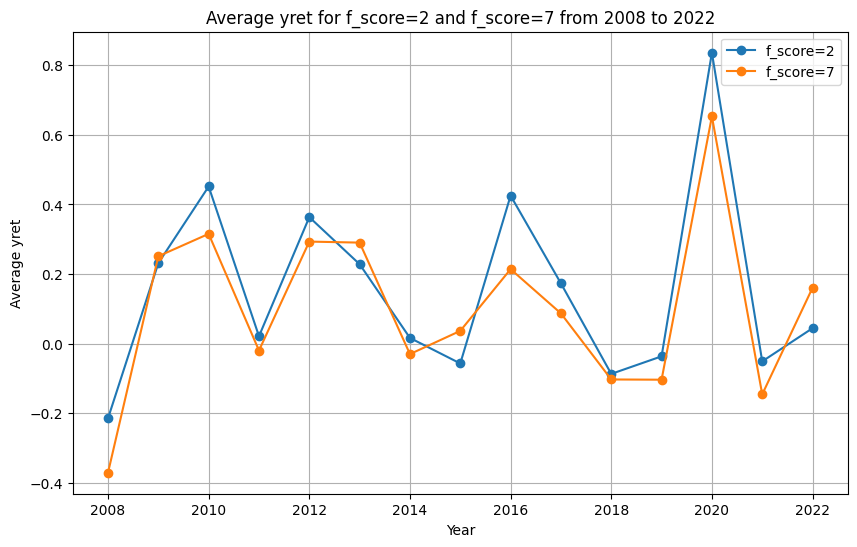 Average yret for f_score=2 and f_score=7 from 2008 to 2022
f_score=2
f_score=7
Average yret
0.8
0.6
0.4
0.2
0.0
−0.2
−0.4
2008 2010 2012 2014 2016 2018 2020 2022
Year